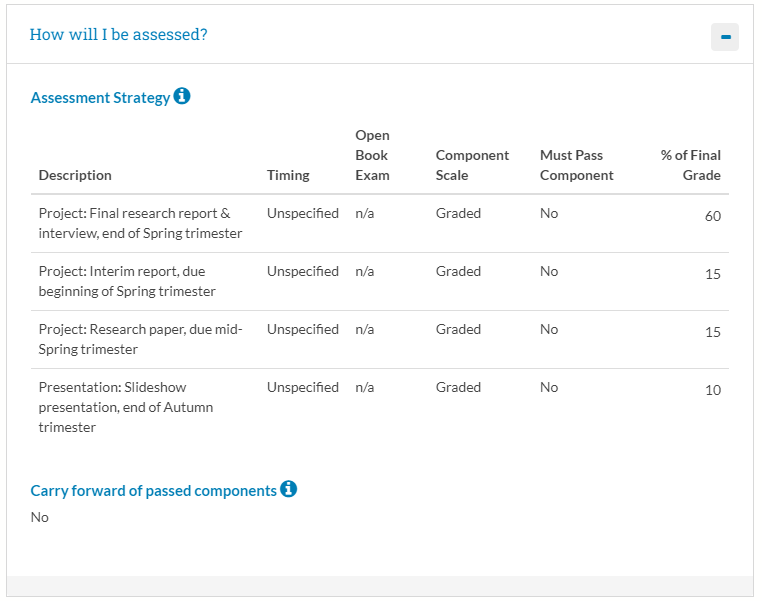 How will I be assessed?
Assessment Strategy
Description Timing Open Book Exam Component Scale Must Pass Component % of Final Grade
Project: Final research report & Unspecified n/a Graded No 60
interview, end of Spring trimester
Project: Interim report, due Unspecified n/a Graded No 15
beginning of Spring trimester
Project: Research paper, due mid- Unspecified n/a Graded No 15
Spring trimester
Presentation: Slideshow Unspecified n/a Graded No 10
presentation, end of Autumn
trimester
Carry forward of passed components
No